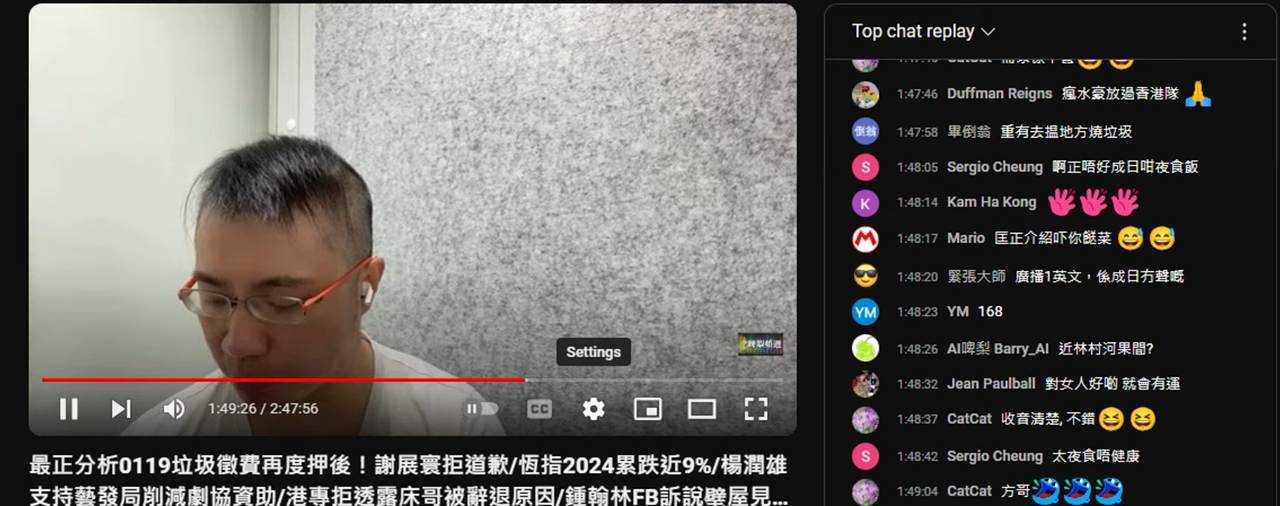 Top chat replay
1:47:46 Duffman Reigns 瘋水豪放過香港隊 🙏
1:47:58 畢倒翁 重有去搵地方燒垃圾
倒翁
1:48:05 Sergio Cheung 啊正唔好成日咁夜食飯
S
1:48:14 Kam Ha Kong 👋👋👋
K
1:48:17 Mario 匡正介紹吓你餸菜 😅 😅
M
1:48:20 緊張大師 廣播1英文，係成日冇聲嘅
1:48:23 YM 168
YM
1:48:26 AI啤梨 Barry_AI 近林村河果間?
1:48:32 Jean Paulball 對女人好啲 就會有運
1:48:37 CatCat 收音清楚, 不錯 😆 😆
1:48:42 Sergio Cheung 太夜食唔健康
S
1:49:04 CatCat 方哥🤣🤣🤣
Settings
1:49:26 / 2:47:56
CC
最正分析0119垃圾徵費再度押後！謝展寰拒道歉/恆指2024累跌近9%/楊潤雄
支持藝發局削減劇協資助/港專拒透露床哥被辭退原因/鍾翰林FB訴說壁屋見...